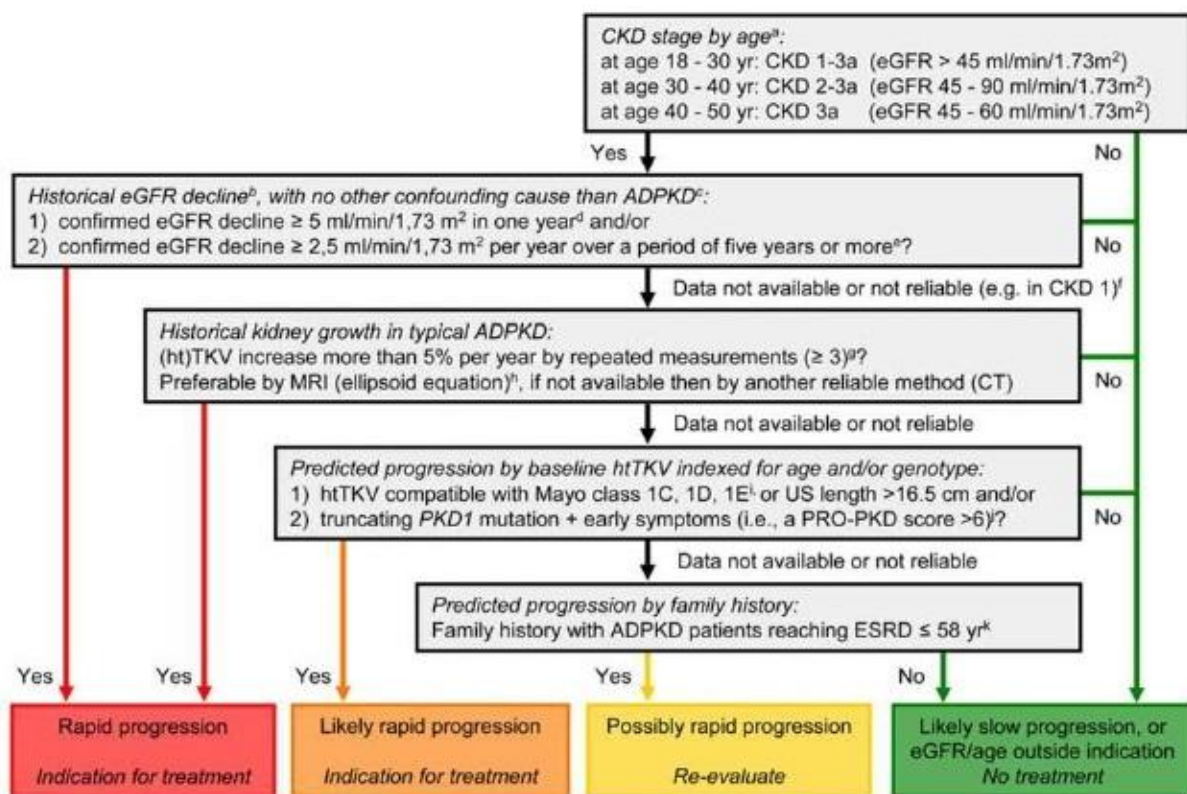 CKD stage by ageᵃ:
at age 18 - 30 yr: CKD 1-3a (eGFR > 45 ml/min/1.73m²)
at age 30 - 40 yr: CKD 2-3a (eGFR 45 - 90 ml/min/1.73m²)
at age 40 - 50 yr: CKD 3a (eGFR 45 - 60 ml/min/1.73m²)
Yes
No
Historical eGFR declineᵇ, with no other confounding cause than ADPKDᶜ:
1) confirmed eGFR decline ≥ 5 ml/min/1,73 m² in one yearᵈ and/or
2) confirmed eGFR decline ≥ 2,5 ml/min/1,73 m² per year over a period of five years or moreᵉ?
No
Data not available or not reliable (e.g. in CKD 1)ᶠ
Historical kidney growth in typical ADPKD:
(ht)TKV increase more than 5% per year by repeated measurements (≥ 3)ᵍ?
Preferable by MRI (ellipsoid equation)ʰ, if not available then by another reliable method (CT)
No
Data not available or not reliable
Predicted progression by baseline htTKV indexed for age and/or genotype:
1) htTKV compatible with Mayo class 1C, 1D, 1Eⁱ, or US length >16.5 cm and/or
2) truncating PKD1 mutation + early symptoms (i.e., a PRO-PKD score >6)ʲ?
No
Data not available or not reliable
Predicted progression by family history:
Family history with ADPKD patients reaching ESRD ≤ 58 yrᵏ
Yes
Yes
Yes
Yes
No
Rapid progression
Indication for treatment
Likely rapid progression
Indication for treatment
Possibly rapid progression
Re-evaluate
Likely slow progression, or
eGFR/age outside indication
No treatment